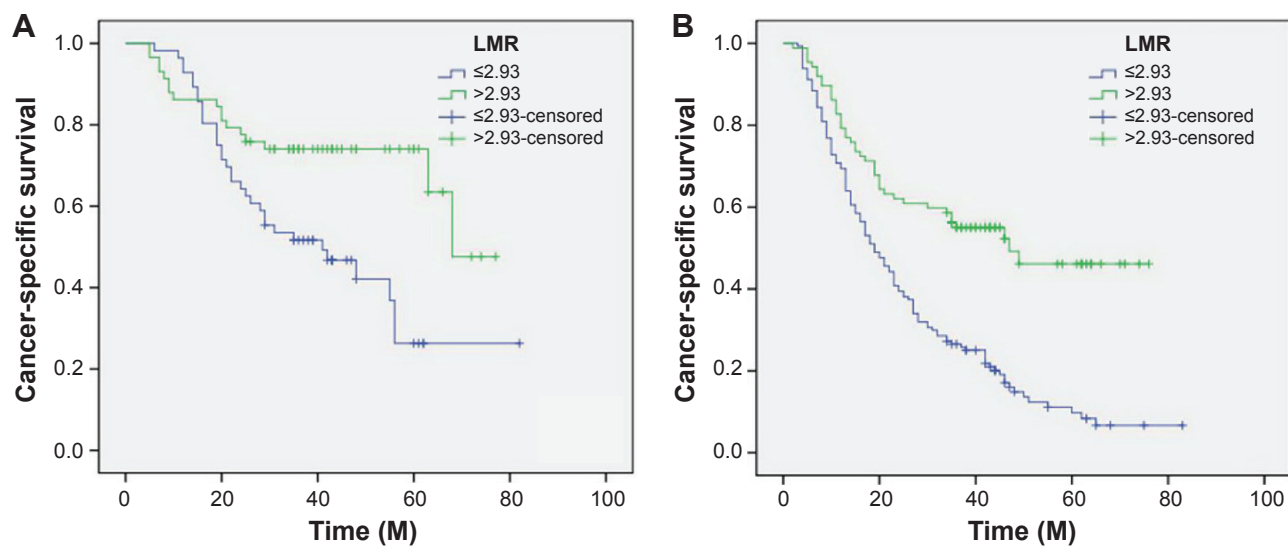 A
LMR
≤2.93
>2.93
≤2.93-censored
>2.93-censored
Cancer-specific survival
1.0
0.8
0.6
0.4
0.2
0.0
0 20 40 60 80 100
Time (M)
B
LMR
≤2.93
>2.93
≤2.93-censored
>2.93-censored
Cancer-specific survival
1.0
0.8
0.6
0.4
0.2
0.0
0 20 40 60 80 100
Time (M)